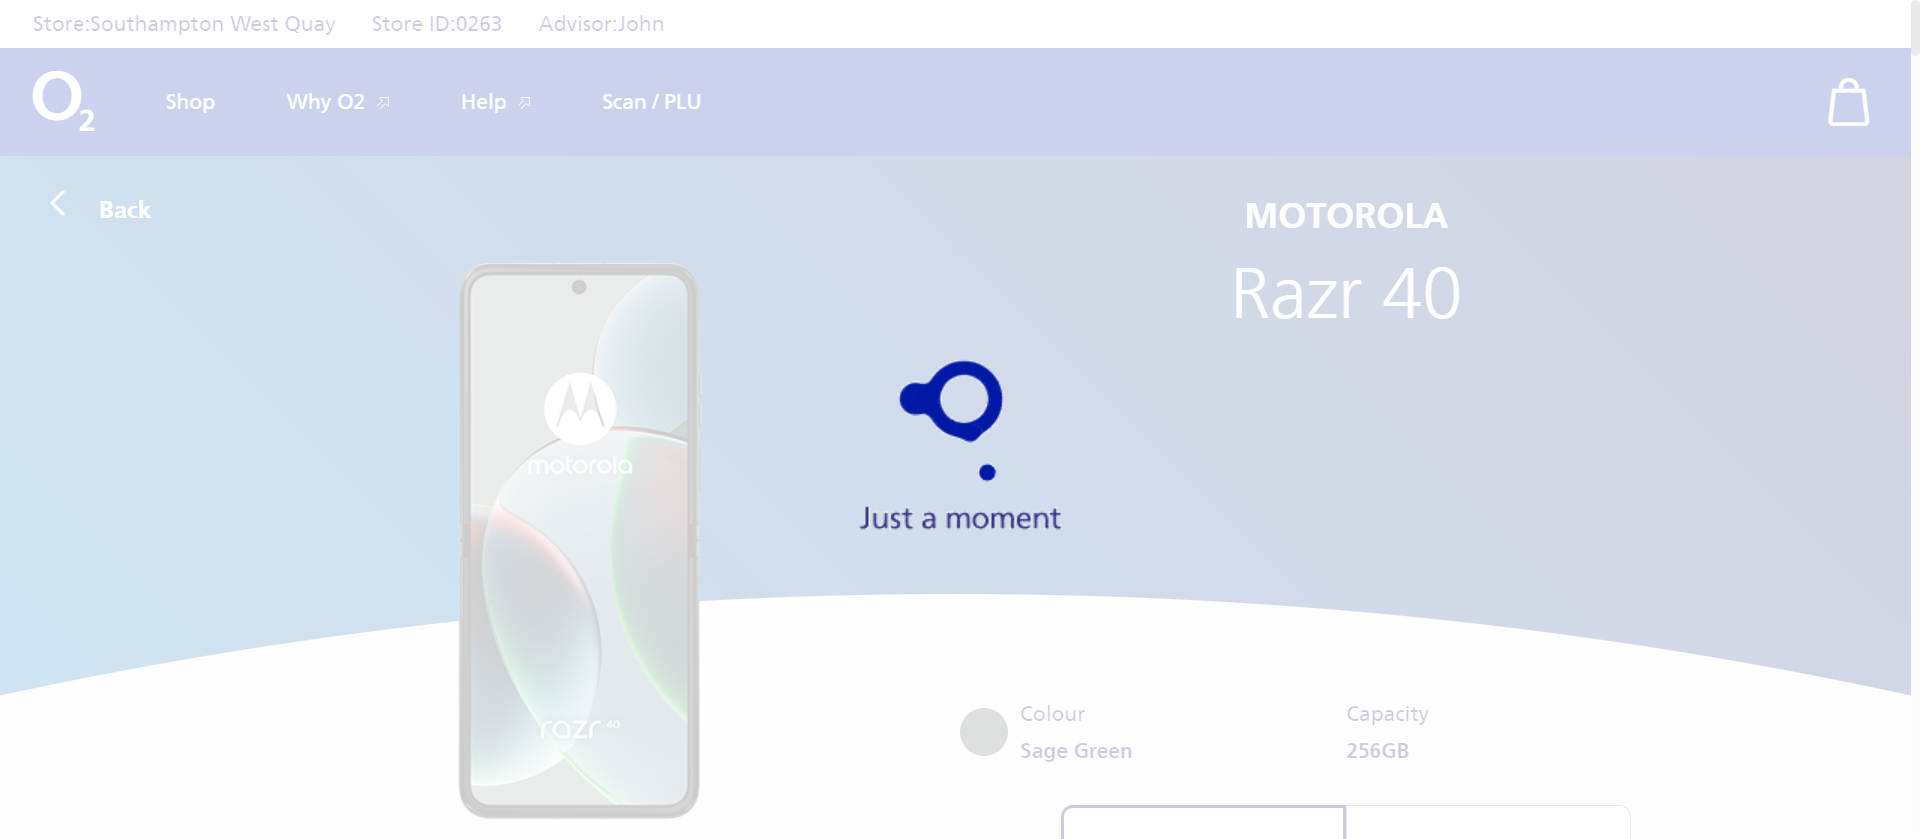 Store:Southampton West Quay Store ID:0263 Advisor:John
O2 Shop Why O2 Help Scan / PLU
Back
MOTOROLA
Razr 40
motorola
Just a moment
razr 40
Colour
Sage Green
Capacity
256GB